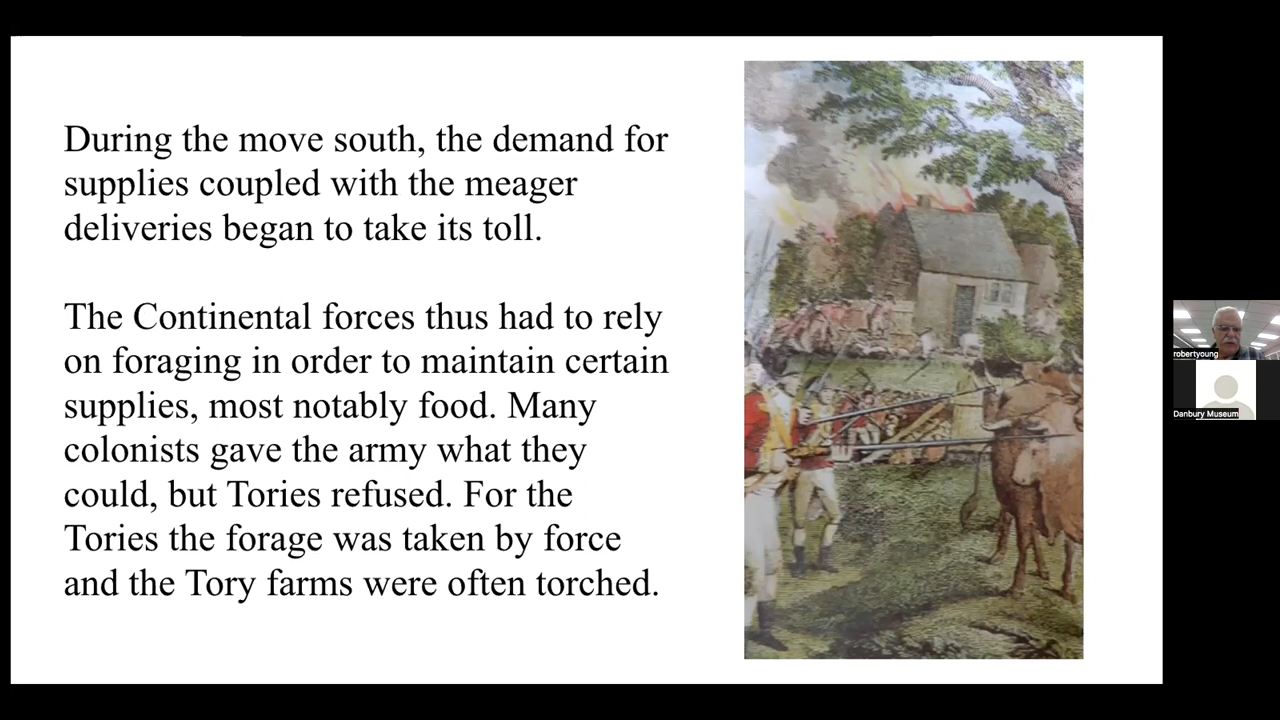 During the move south, the demand for
supplies coupled with the meager
deliveries began to take its toll.
The Continental forces thus had to rely
on foraging in order to maintain certain
supplies, most notably food. Many
colonists gave the army what they
could, but Tories refused. For the
Tories the forage was taken by force
and the Tory farms were often torched.
robertyoung
Danbury Museum